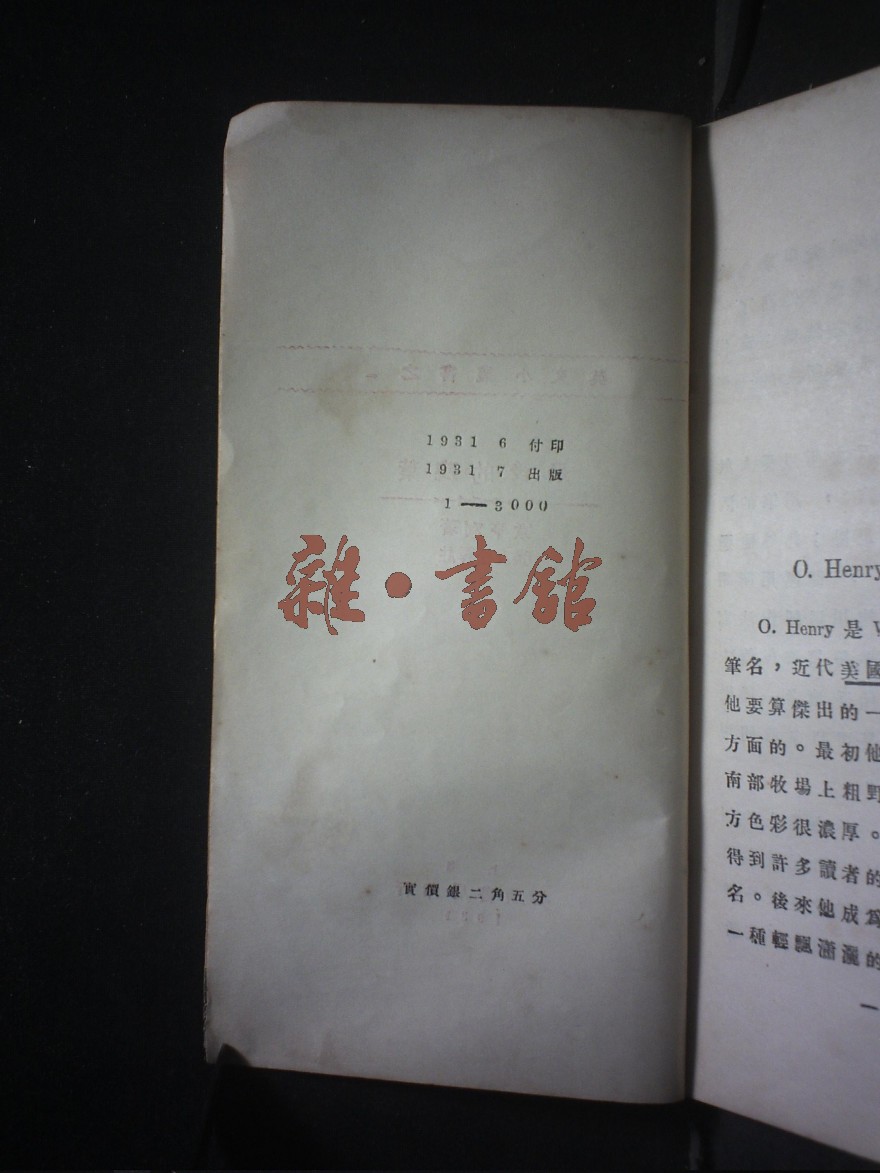 1931 6 付印
1931 7 出版
1—3000
雜·書館
實價銀二角五分
O. Henry
O. Henry 是
筆名，近代美國
他要算傑出的一
方面的。最初他
南部牧場上粗野
方色彩很濃厚。
得到許多讀者的
名。後來他成爲
一種輕飄瀟灑的